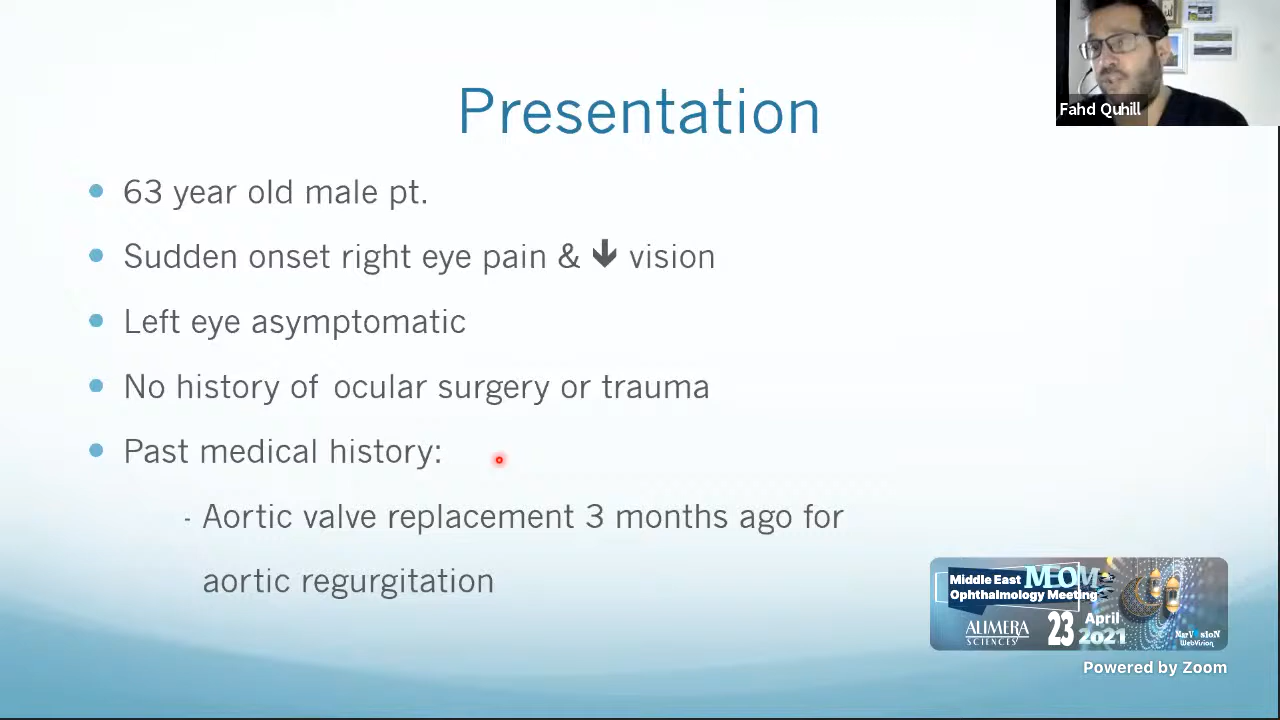 Fahd Quhill
Presentation
63 year old male pt.
Sudden onset right eye pain & 🡫 vision
Left eye asymptomatic
No history of ocular surgery or trauma
Past medical history:
- Aortic valve replacement 3 months ago for
aortic regurgitation
Middle East MEOM
Ophthalmology Meeting
ALIMERA
SCIENCES
23 April
2021
MarVision
WebVision
Powered by Zoom